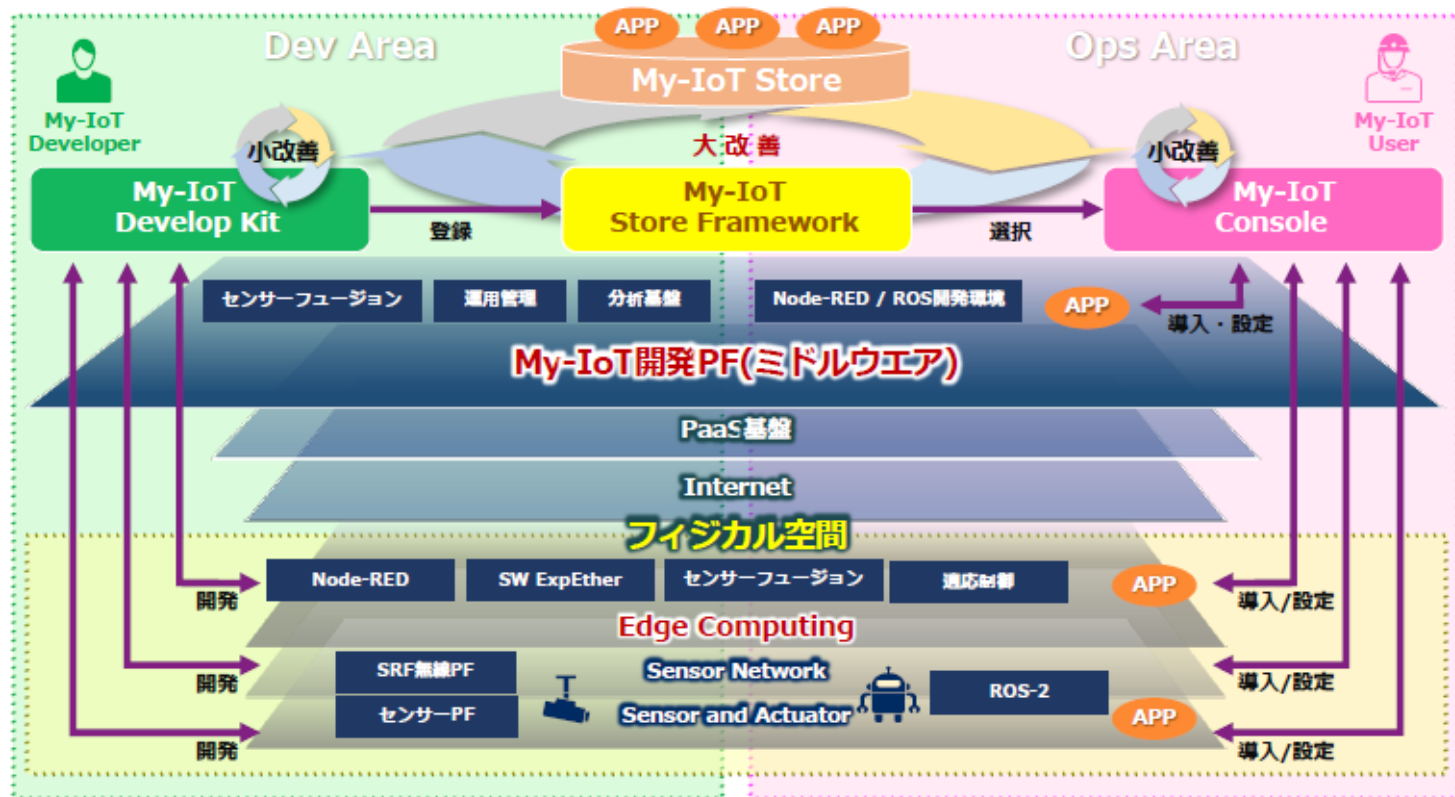 APP
APP
APP
Dev Area
My-IoT Store
Ops Area
My-IoT
Developer
My-IoT
User
小改善
大改善
小改善
My-IoT
Develop Kit
登録
My-IoT
Store Framework
選択
My-IoT
Console
センサーフュージョン
運用管理
分析基盤
Node-RED / ROS開発環境
APP
導入・設定
My-IoT開発PF(ミドルウエア)
PaaS基盤
Internet
フィジカル空間
Node-RED
SW ExpEther
センサーフュージョン
適応制御
APP
開発
導入/設定
Edge Computing
SRF無線PF
Sensor Network
開発
導入/設定
センサーPF
Sensor and Actuator
ROS-2
APP
開発
導入/設定